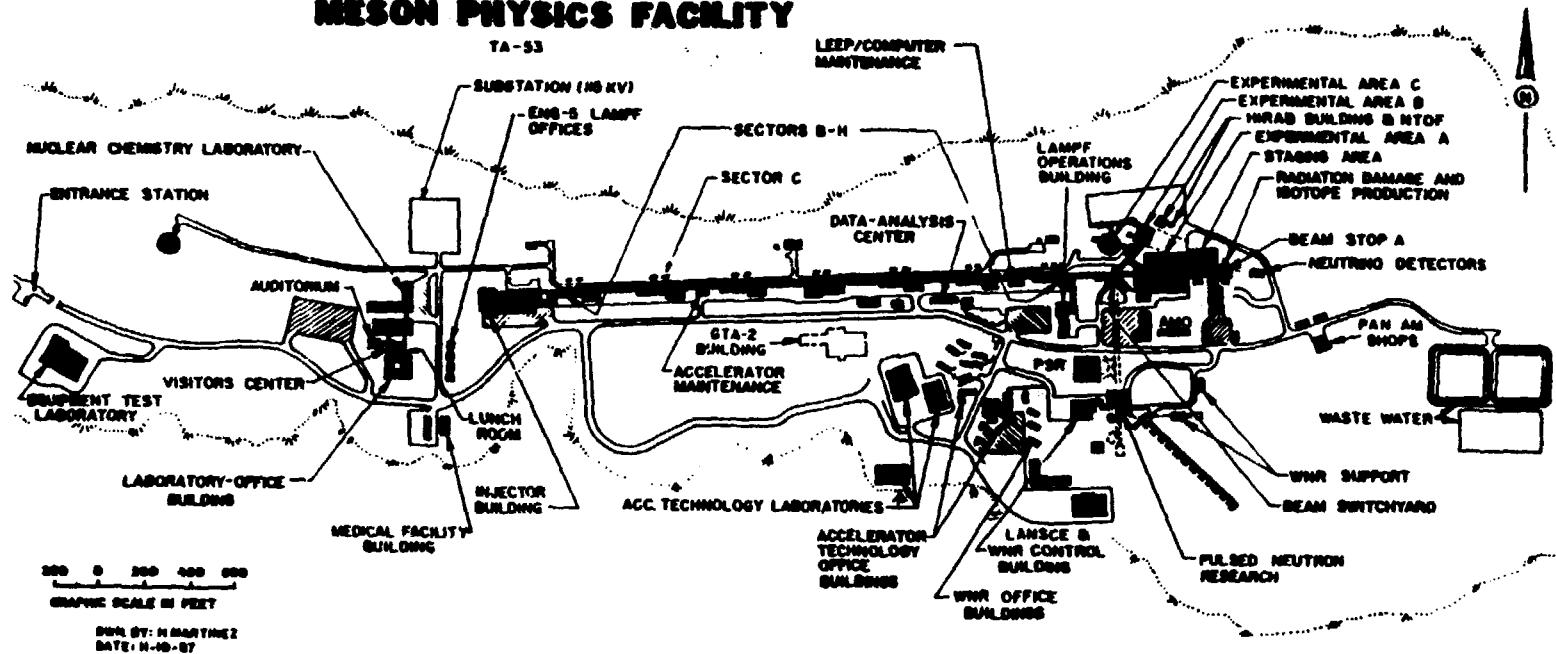 MESON PHYSICS FACILITY
TA-53
LEEP/COMPUTER
MAINTENANCE
SUBSTATION (115 KV)
ENG-5 LAMPF
OFFICES
SECTORS B-H
EXPERIMENTAL AREA C
EXPERIMENTAL AREA B
HIRAB BUILDING & NTOF
EXPERIMENTAL AREA A
STAGING AREA
RADIATION DAMAGE AND
ISOTOPE PRODUCTION
N
NUCLEAR CHEMISTRY LABORATORY
LAMPF
OPERATIONS
BUILDING
ENTRANCE STATION
SECTOR C
DATA-ANALYSIS
CENTER
BEAM STOP A
NEUTRINO DETECTORS
AUDITORIUM
GTA-2
BUILDING
PSR
PAN AM
SHOPS
VISITORS CENTER
ACCELERATOR
MAINTENANCE
EQUIPMENT TEST
LABORATORY
LUNCH
ROOM
WASTE WATER
LABORATORY-OFFICE
BUILDING
INJECTOR
BUILDING
ACC. TECHNOLOGY LABORATORIES
WNR SUPPORT
BEAM SWITCHYARD
MEDICAL FACILITY
BUILDING
ACCELERATOR
TECHNOLOGY
OFFICE
BUILDINGS
LANSCE &
WNR CONTROL
BUILDING
PULSED NEUTRON
RESEARCH
WNR OFFICE
BUILDINGS
200 0 200 400 600
GRAPHIC SCALE IN FEET
DWN. BY: H MARTINEZ